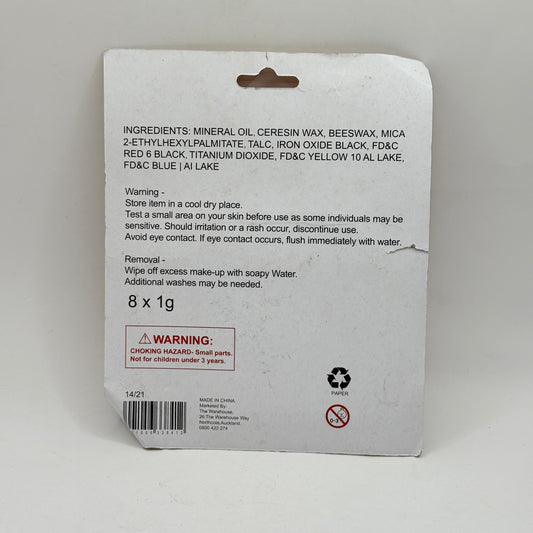 INGREDIENTS: MINERAL OIL, CERESIN WAX, BEESWAX, MICA
2-ETHYLHEXYLPALMITATE, TALC, IRON OXIDE BLACK, FD&C
RED 6 BLACK, TITANIUM DIOXIDE, FD&C YELLOW 10 AL LAKE,
FD&C BLUE | AI LAKE
Warning -
Store item in a cool dry place.
Test a small area on your skin before use as some individuals may be
sensitive. Should irritation or a rash occur, discontinue use.
Avoid eye contact. If eye contact occurs, flush immediately with water.
Removal -
Wipe off excess make-up with soapy Water.
Additional washes may be needed.
8 x 1g
WARNING:
CHOKING HAZARD- Small parts.
Not for children under 3 years.
PAPER
0-3
14/21
MADE IN CHINA
Marketed By:
The Warehouse.
26 The Warehouse Way
Northcote,Auckland.
0800 422 274